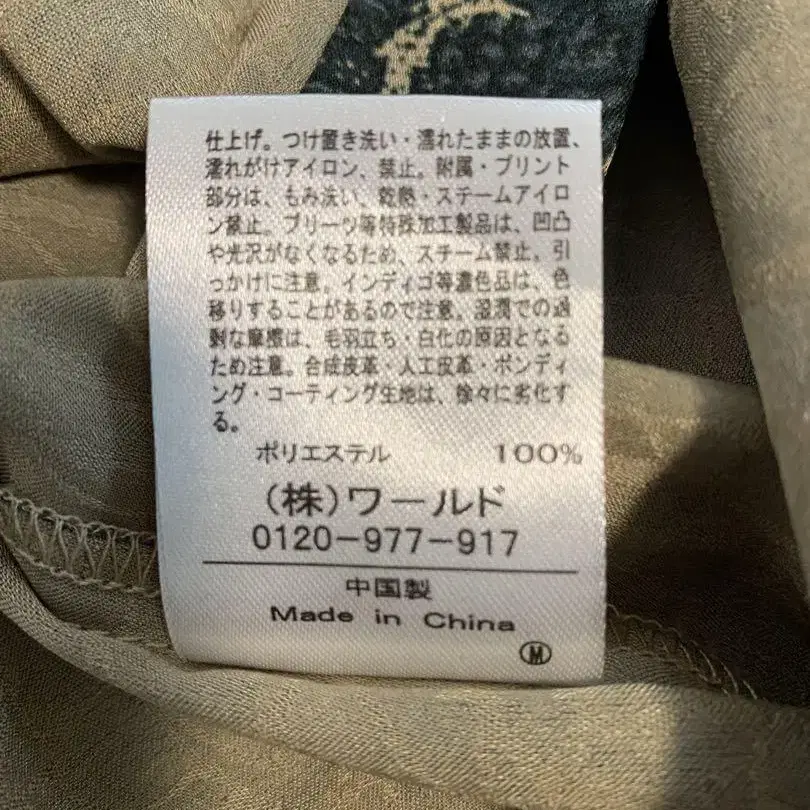 仕上げ。つけ置き洗い・濡れたままの放置、
濡れがけアイロン、禁止。附属・プリント
部分は、もみ洗い、乾熱・スチームアイロ
ン禁止。プリーツ等特殊加工製品は、凹凸
や光沢がなくなるため、スチーム禁止。引
っかけに注意。インディゴ等濃色品は、色
移りすることがあるので注意。湿潤での過
剰な摩擦は、毛羽立ち・白化の原因となる
ため注意。合成皮革・人工皮革・ボンディ
ング・コーティング生地は、徐々に劣化す
る。
ポリエステル 100%
(株)ワールド
0120-977-917
中国製
Made in China
Ⓜ